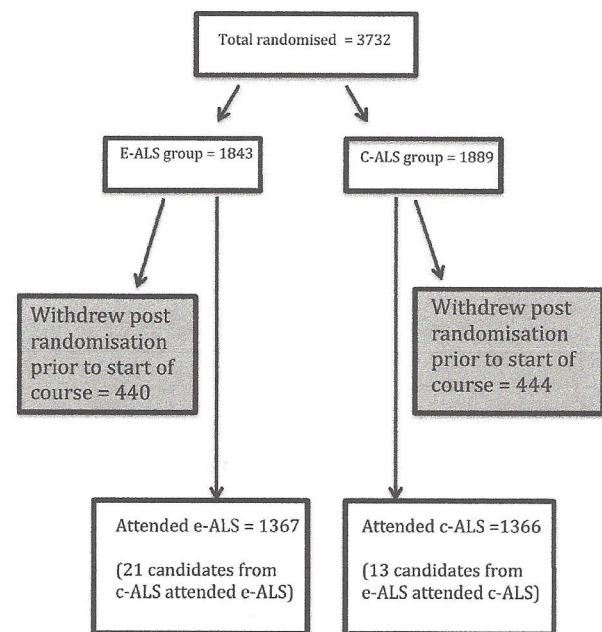 Total randomised = 3732
E-ALS group = 1843
C-ALS group = 1889
Withdrew post
randomisation
prior to start of
course = 440
Withdrew post
randomisation
prior to start of
course = 444
Attended e-ALS = 1367
(21 candidates from
c-ALS attended e-ALS)
Attended c-ALS =1366
(13 candidates from
e-ALS attended c-ALS)